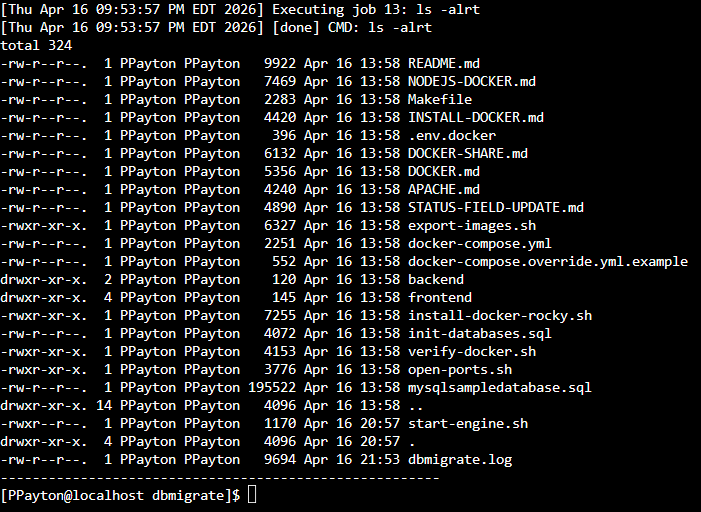 [Thu Apr 16 09:53:57 PM EDT 2026] Executing job 13: ls -alrt
[Thu Apr 16 09:53:57 PM EDT 2026] [done] CMD: ls -alrt
total 324
-rw-r--r--.  1 PPayton PPayton   9922 Apr 16 13:58 README.md
-rw-r--r--.  1 PPayton PPayton   7469 Apr 16 13:58 NODEJS-DOCKER.md
-rw-r--r--.  1 PPayton PPayton   2283 Apr 16 13:58 Makefile
-rw-r--r--.  1 PPayton PPayton   4420 Apr 16 13:58 INSTALL-DOCKER.md
-rw-r--r--.  1 PPayton PPayton    396 Apr 16 13:58 .env.docker
-rw-r--r--.  1 PPayton PPayton   6132 Apr 16 13:58 DOCKER-SHARE.md
-rw-r--r--.  1 PPayton PPayton   5356 Apr 16 13:58 DOCKER.md
-rw-r--r--.  1 PPayton PPayton   4240 Apr 16 13:58 APACHE.md
-rw-r--r--.  1 PPayton PPayton   4890 Apr 16 13:58 STATUS-FIELD-UPDATE.md
-rwxr-xr-x.  1 PPayton PPayton   6327 Apr 16 13:58 export-images.sh
-rw-r--r--.  1 PPayton PPayton   2251 Apr 16 13:58 docker-compose.yml
-rw-r--r--.  1 PPayton PPayton    552 Apr 16 13:58 docker-compose.override.yml.example
drwxr-xr-x.  2 PPayton PPayton    120 Apr 16 13:58 backend
drwxr-xr-x.  4 PPayton PPayton    145 Apr 16 13:58 frontend
-rwxr-xr-x.  1 PPayton PPayton   7255 Apr 16 13:58 install-docker-rocky.sh
-rw-r--r--.  1 PPayton PPayton   4072 Apr 16 13:58 init-databases.sql
-rwxr-xr-x.  1 PPayton PPayton   4153 Apr 16 13:58 verify-docker.sh
-rwxr-xr-x.  1 PPayton PPayton   3776 Apr 16 13:58 open-ports.sh
-rw-r--r--.  1 PPayton PPayton 195522 Apr 16 13:58 mysqlsampledatabase.sql
drwxr-xr-x. 14 PPayton PPayton   4096 Apr 16 13:58 ..
-rwxr--r--.  1 PPayton PPayton   1170 Apr 16 20:57 start-engine.sh
drwxr-xr-x.  4 PPayton PPayton   4096 Apr 16 20:57 .
-rw-r--r--.  1 PPayton PPayton   9694 Apr 16 21:53 dbmigrate.log
-------------------------------------------------------
[PPayton@localhost dbmigrate]$